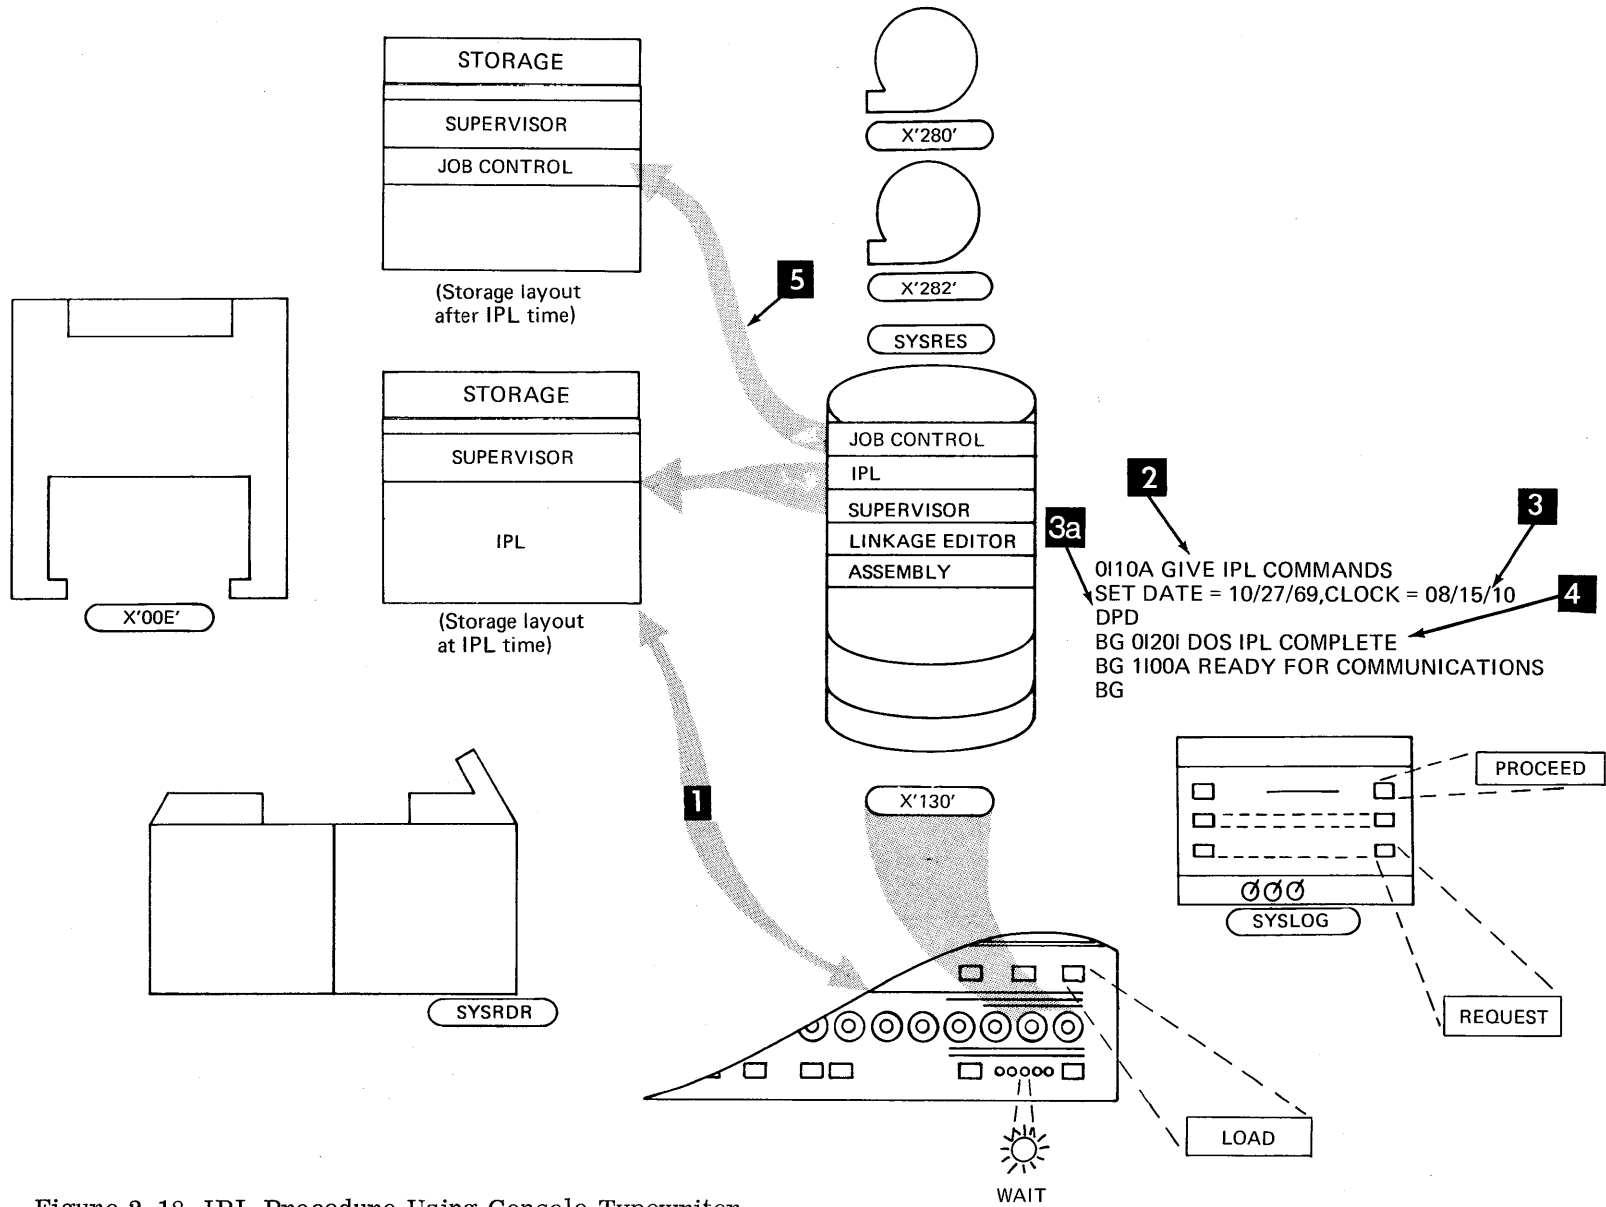 STORAGE
SUPERVISOR
JOB CONTROL
(Storage layout
after IPL time)
X'280'
X'282'
5
SYSRES
STORAGE
SUPERVISOR
IPL
(Storage layout
at IPL time)
X'00E'
JOB CONTROL
IPL
SUPERVISOR
LINKAGE EDITOR
ASSEMBLY
2
3
3a
4
0I10A GIVE IPL COMMANDS
SET DATE = 10/27/69,CLOCK = 08/15/10
DPD
BG 0I20I DOS IPL COMPLETE
BG 1I00A READY FOR COMMUNICATIONS
BG
1
X'130'
PROCEED
SYSLOG
REQUEST
SYSRDR
LOAD
WAIT
Figure 2-18. IPL Procedure Using Console Typewriter